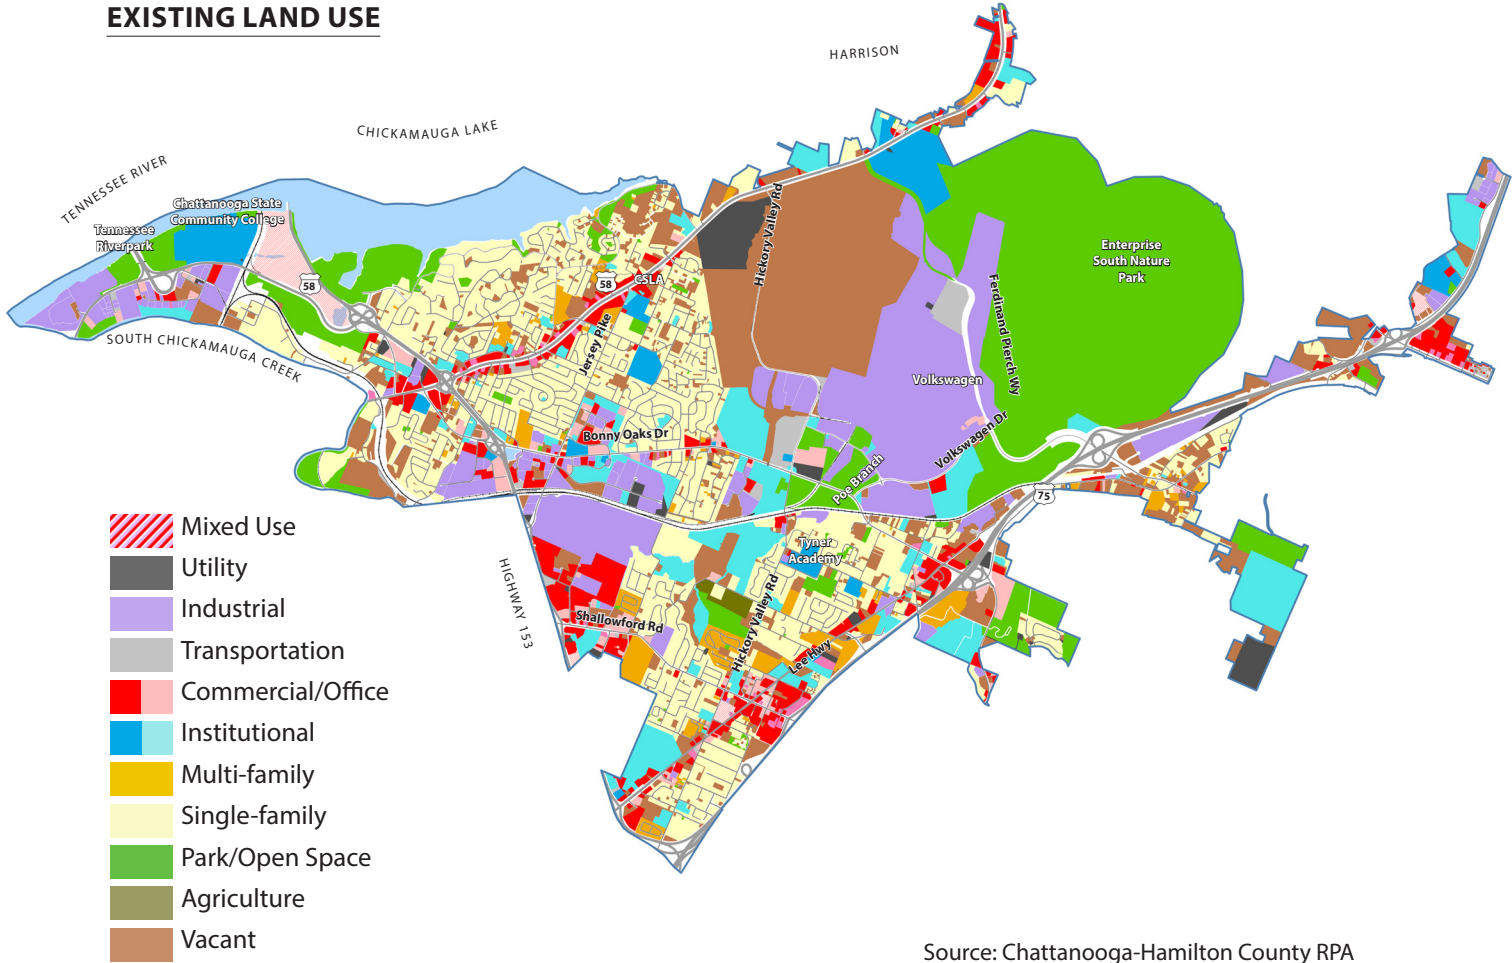 EXISTING LAND USE
HARRISON
CHICKAMAUGA LAKE
TENNESSEE RIVER
Chattanooga State
Community College
Tennessee
Riverpark
58
SOUTH CHICKAMAUGA CREEK
58
CSLA
Jersey Pike
Hickory Valley Rd
Enterprise
South Nature
Park
Ferdinand Pierch Wy
Volkswagen
Volkswagen Dr
Bonny Oaks Dr
Poe Branch
75
Tyner
Academy
HIGHWAY 153
Shallowford Rd
Hickory Valley Rd
Lee Hwy
Mixed Use
Utility
Industrial
Transportation
Commercial/Office
Institutional
Multi-family
Single-family
Park/Open Space
Agriculture
Vacant
Source: Chattanooga-Hamilton County RPA